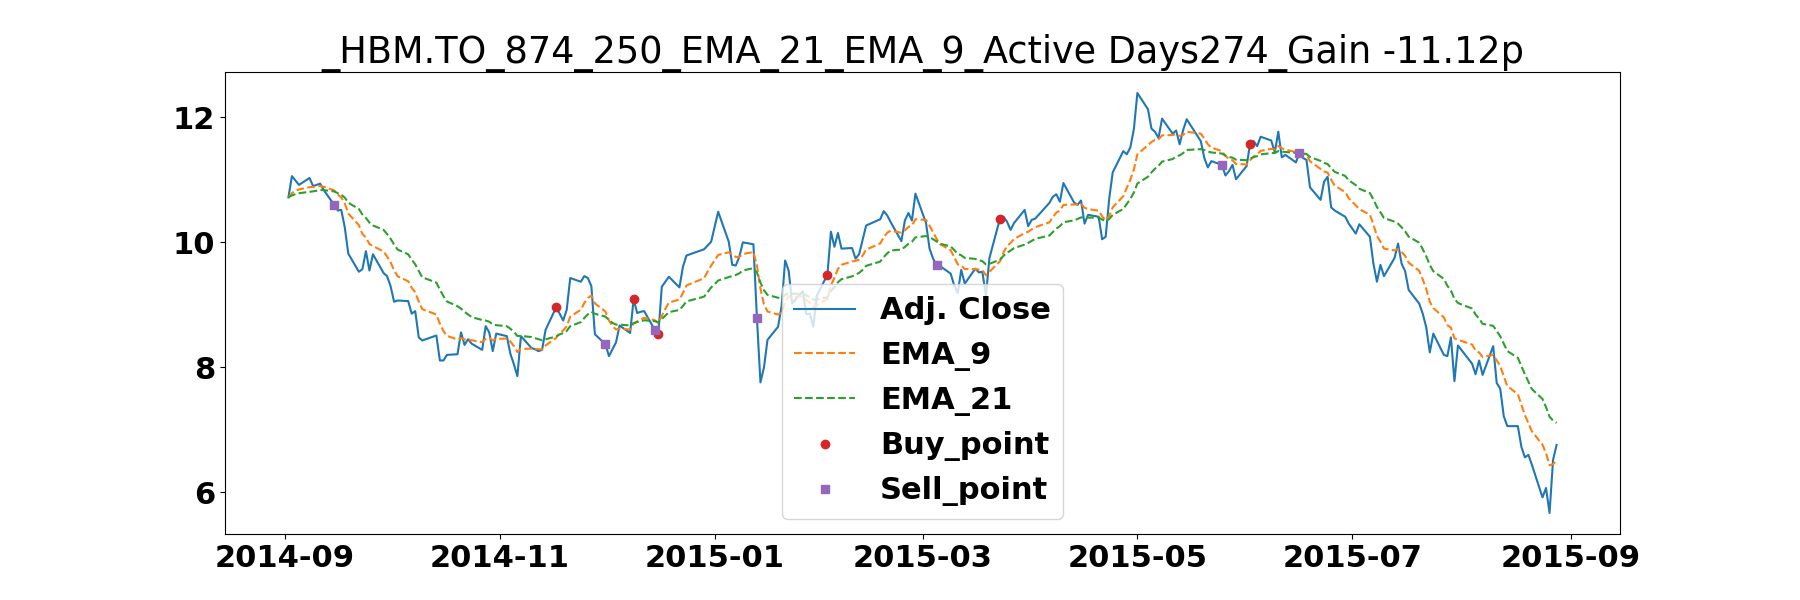 _HBM.TO_874_250_EMA_21_EMA_9_Active Days274_Gain -11.12p
12
10
8
6
Adj. Close
EMA_9
EMA_21
Buy_point
Sell_point
2014-09 2014-11 2015-01 2015-03 2015-05 2015-07 2015-09